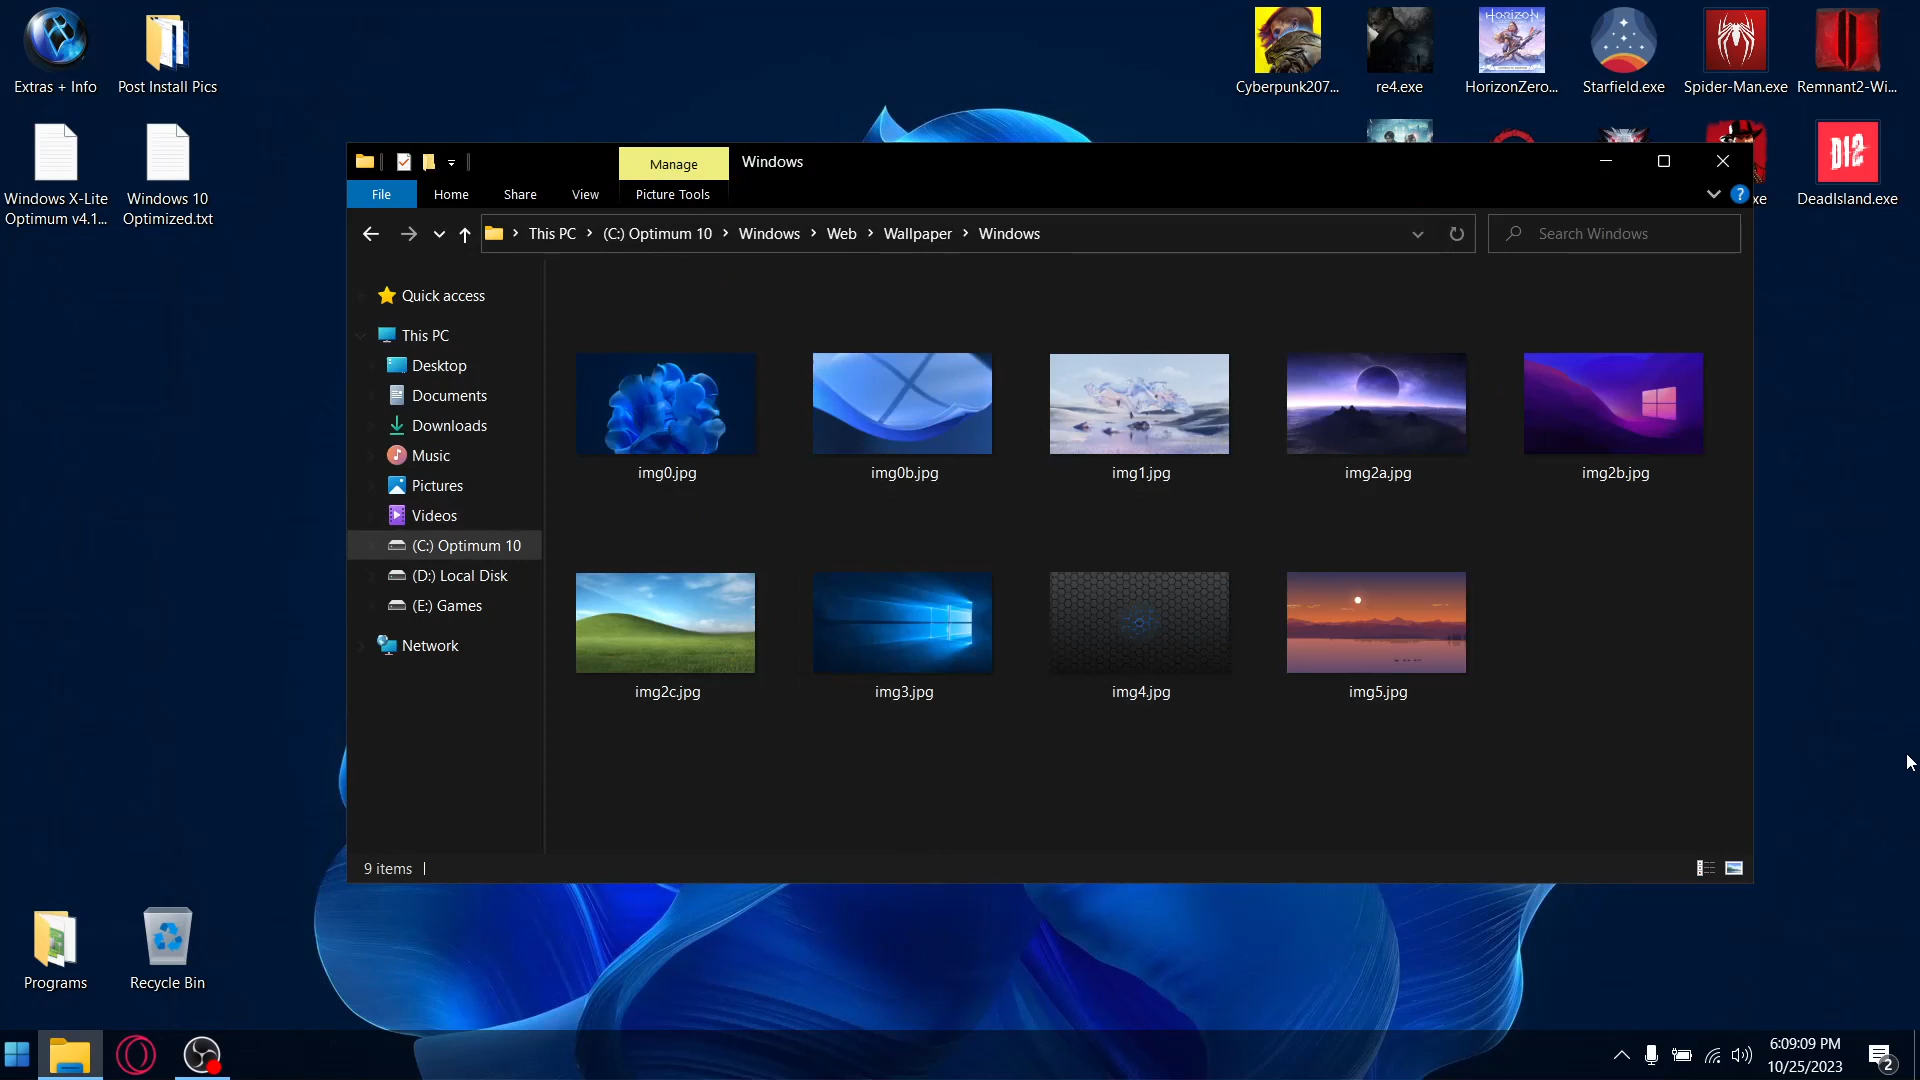 Extras + Info
Post Install Pics
Windows X-Lite
Optimum v4.1...
Windows 10
Optimized.txt
Cyberpunk207...
re4.exe
HORIZON
HorizonZero...
Starfield.exe
Spider-Man.exe
Remnant2-Wi...
xe
DeadIsland.exe
Manage
Windows
File
Home
Share
View
Picture Tools
?
This PC
(C:) Optimum 10
Windows
Web
Wallpaper
Windows
Search Windows
Quick access
This PC
Desktop
Documents
Downloads
Music
Pictures
Videos
(C:) Optimum 10
(D:) Local Disk
(E:) Games
Network
img0.jpg
img0b.jpg
img1.jpg
img2a.jpg
img2b.jpg
img2c.jpg
img3.jpg
img4.jpg
img5.jpg
9 items
Programs
Recycle Bin
6:09:09 PM
10/25/2023
2